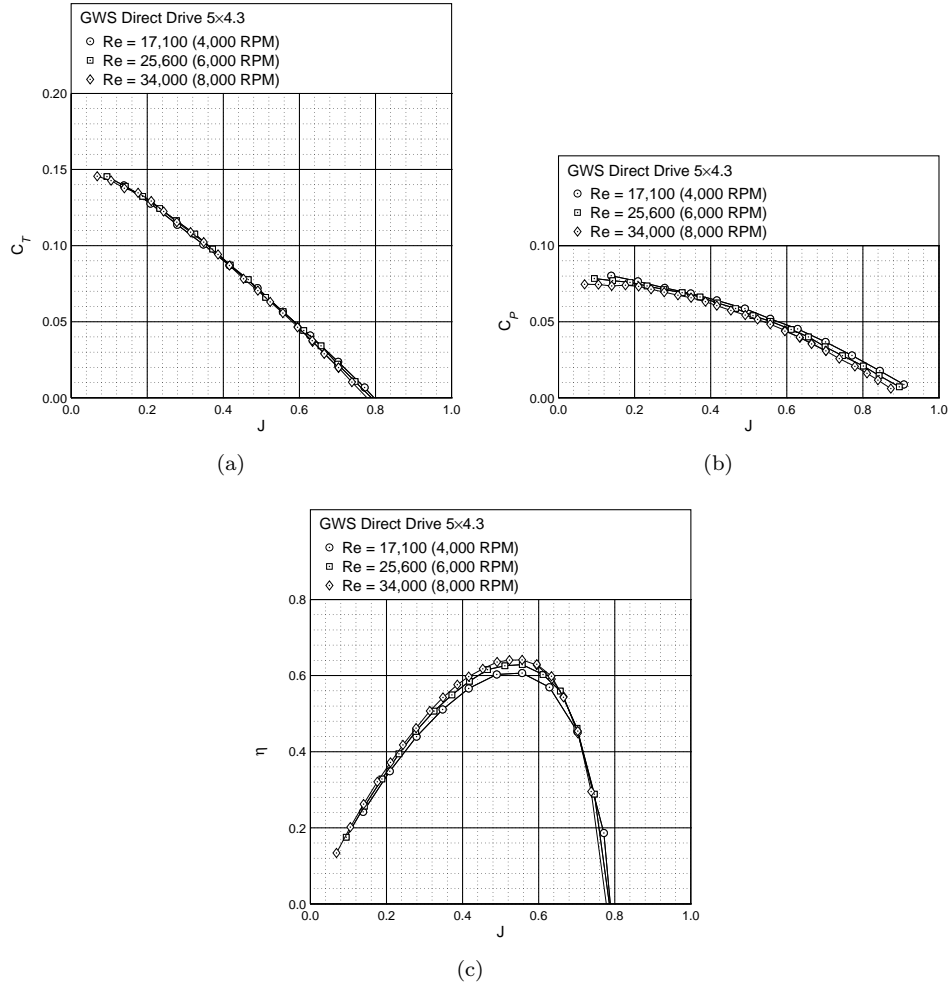 GWS Direct Drive 5×4.3
Re = 17,100 (4,000 RPM)
Re = 25,600 (6,000 RPM)
Re = 34,000 (8,000 RPM)
0.20
0.15
0.10
0.05
0.00
C_T
0.0 0.2 0.4 0.6 0.8 1.0
J
(a)
GWS Direct Drive 5×4.3
Re = 17,100 (4,000 RPM)
Re = 25,600 (6,000 RPM)
Re = 34,000 (8,000 RPM)
0.10
0.05
0.00
C_P
0.0 0.2 0.4 0.6 0.8 1.0
J
(b)
GWS Direct Drive 5×4.3
Re = 17,100 (4,000 RPM)
Re = 25,600 (6,000 RPM)
Re = 34,000 (8,000 RPM)
0.8
0.6
0.4
0.2
0.0
η
0.0 0.2 0.4 0.6 0.8 1.0
J
(c)